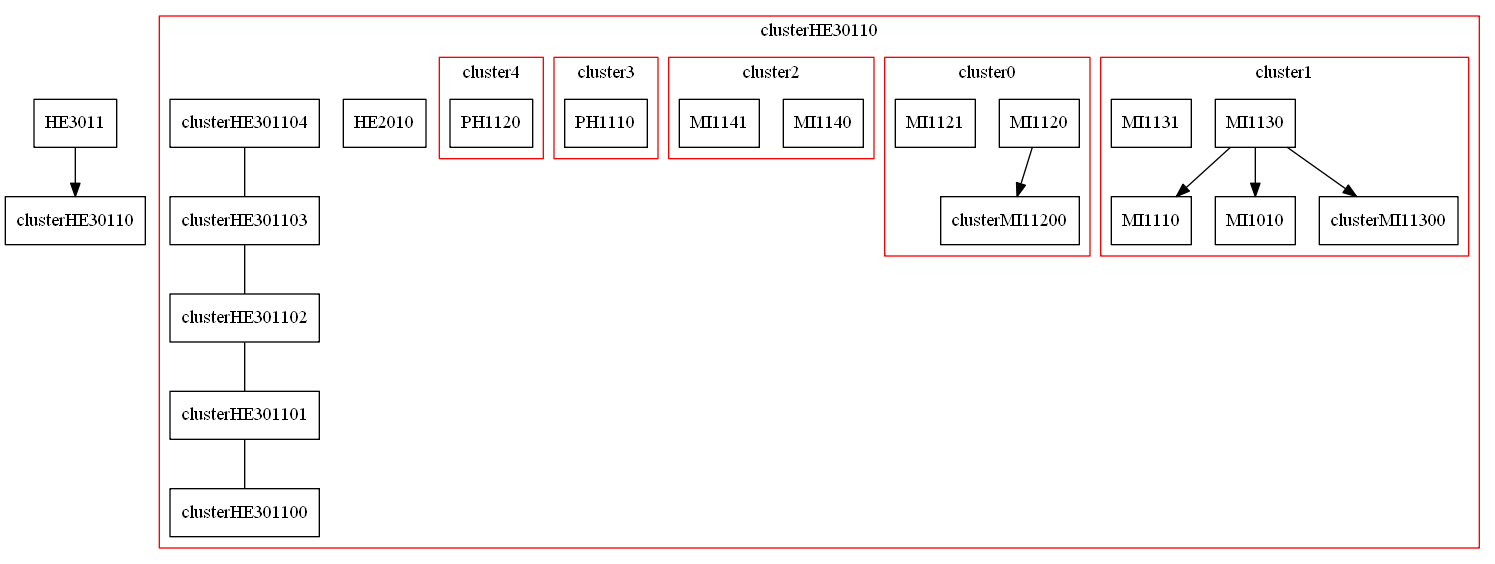 clusterHE30110
cluster4
cluster3
cluster2
cluster0
cluster1
HE3011
clusterHE301104
HE2010
PH1120
PH1110
MI1141
MI1140
MI1121
MI1120
MI1131
MI1130
clusterHE30110
clusterHE301103
clusterMI11200
MI1110
MI1010
clusterMI11300
clusterHE301102
clusterHE301101
clusterHE301100